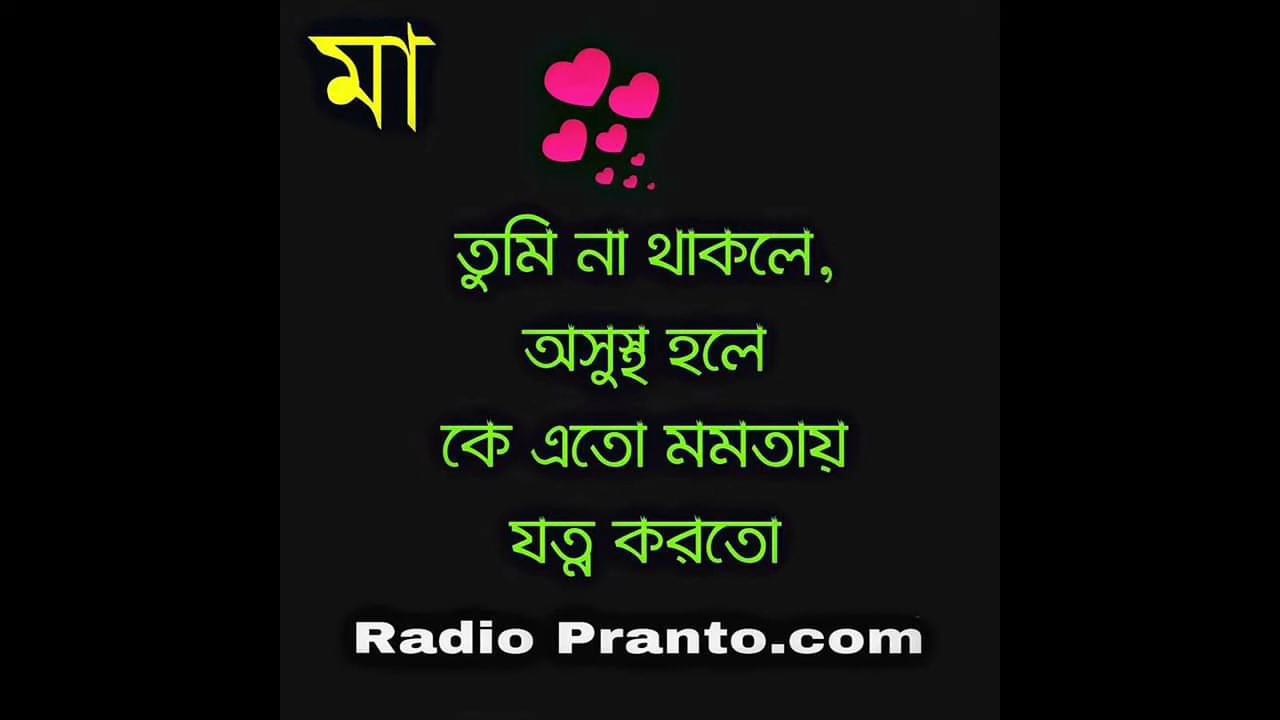 মা
তুমি না থাকলে,
অসুস্থ হলে
কে এতো মমতায়
যত্ন করতো
Radio Pranto.com